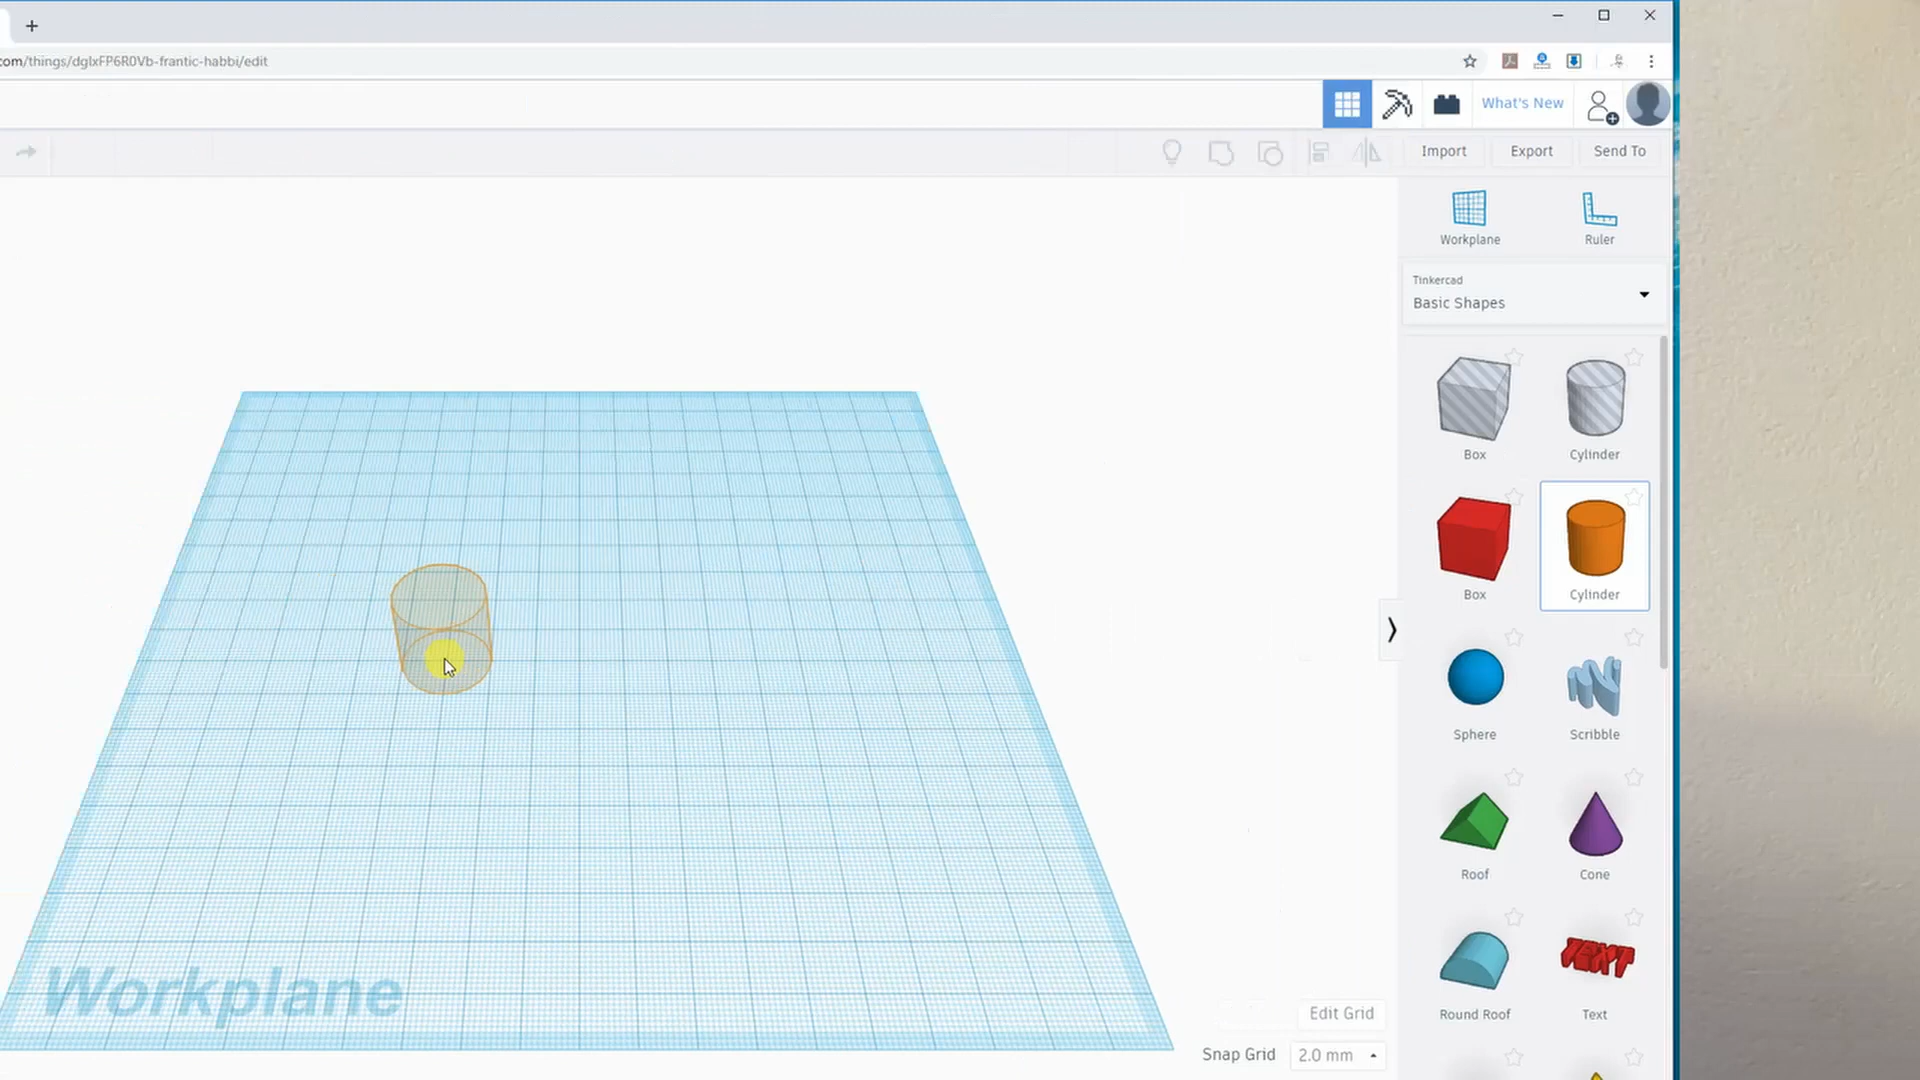 com/things/dglxFP6R0Vb-frantic-habbi/edit
What's New
Import
Export
Send To
Workplane
Ruler
Tinkercad
Basic Shapes
Box
Cylinder
Box
Cylinder
Sphere
Scribble
Roof
Cone
Round Roof
Text
TEXT
Workplane
Edit Grid
Snap Grid
2.0 mm